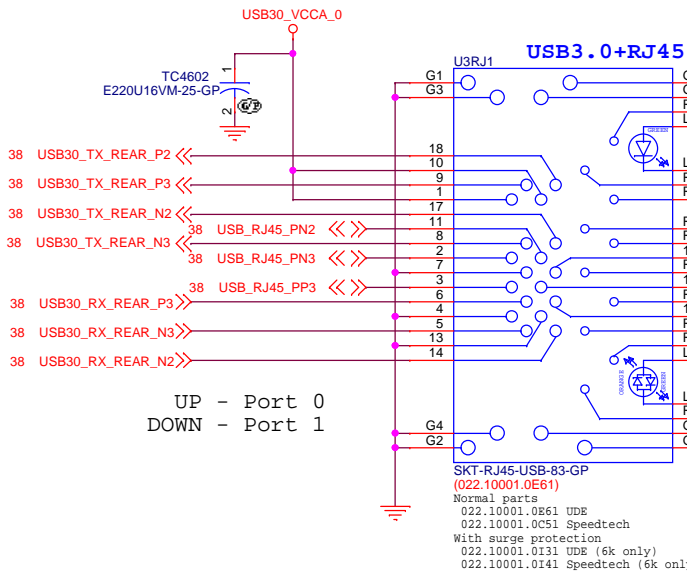 USB30_VCCA_0
USB3.0+RJ45
U3RJ1
TC4602
E220U16VM-25-GP
1
2
G/P
G1
G3
38 USB30_TX_REAR_P2 18
10
38 USB30_TX_REAR_P3 9
1
38 USB30_TX_REAR_N2 17
38 USB_RJ45_PN2 11
38 USB30_TX_REAR_N3 8
38 USB_RJ45_PN3 2
7
38 USB_RJ45_PP3 3
38 USB30_RX_REAR_P3 6
4
38 USB30_RX_REAR_N3 5
13
38 USB30_RX_REAR_N2 14
GREEN
ORANGE
GREEN
UP - Port 0
DOWN - Port 1
G4
G2
SKT-RJ45-USB-83-GP
(022.10001.0E61)
Normal parts
022.10001.0E61 UDE
022.10001.0C51 Speedtech
With surge protection
022.10001.0I31 UDE (6k only)
022.10001.0I41 Speedtech (6k only